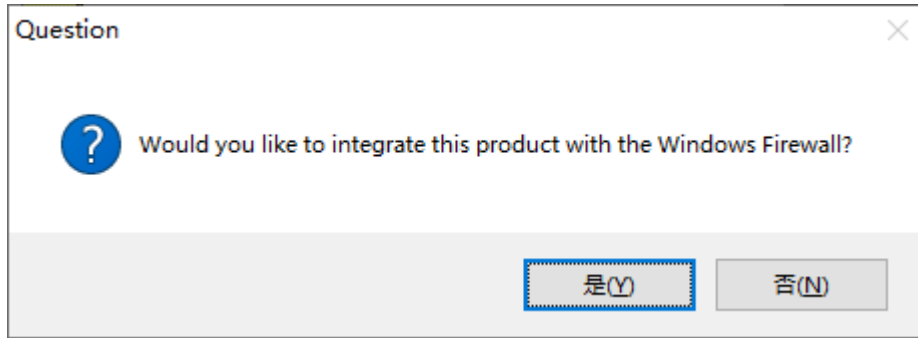 Question
Would you like to integrate this product with the Windows Firewall?
是(Y)
否(N)